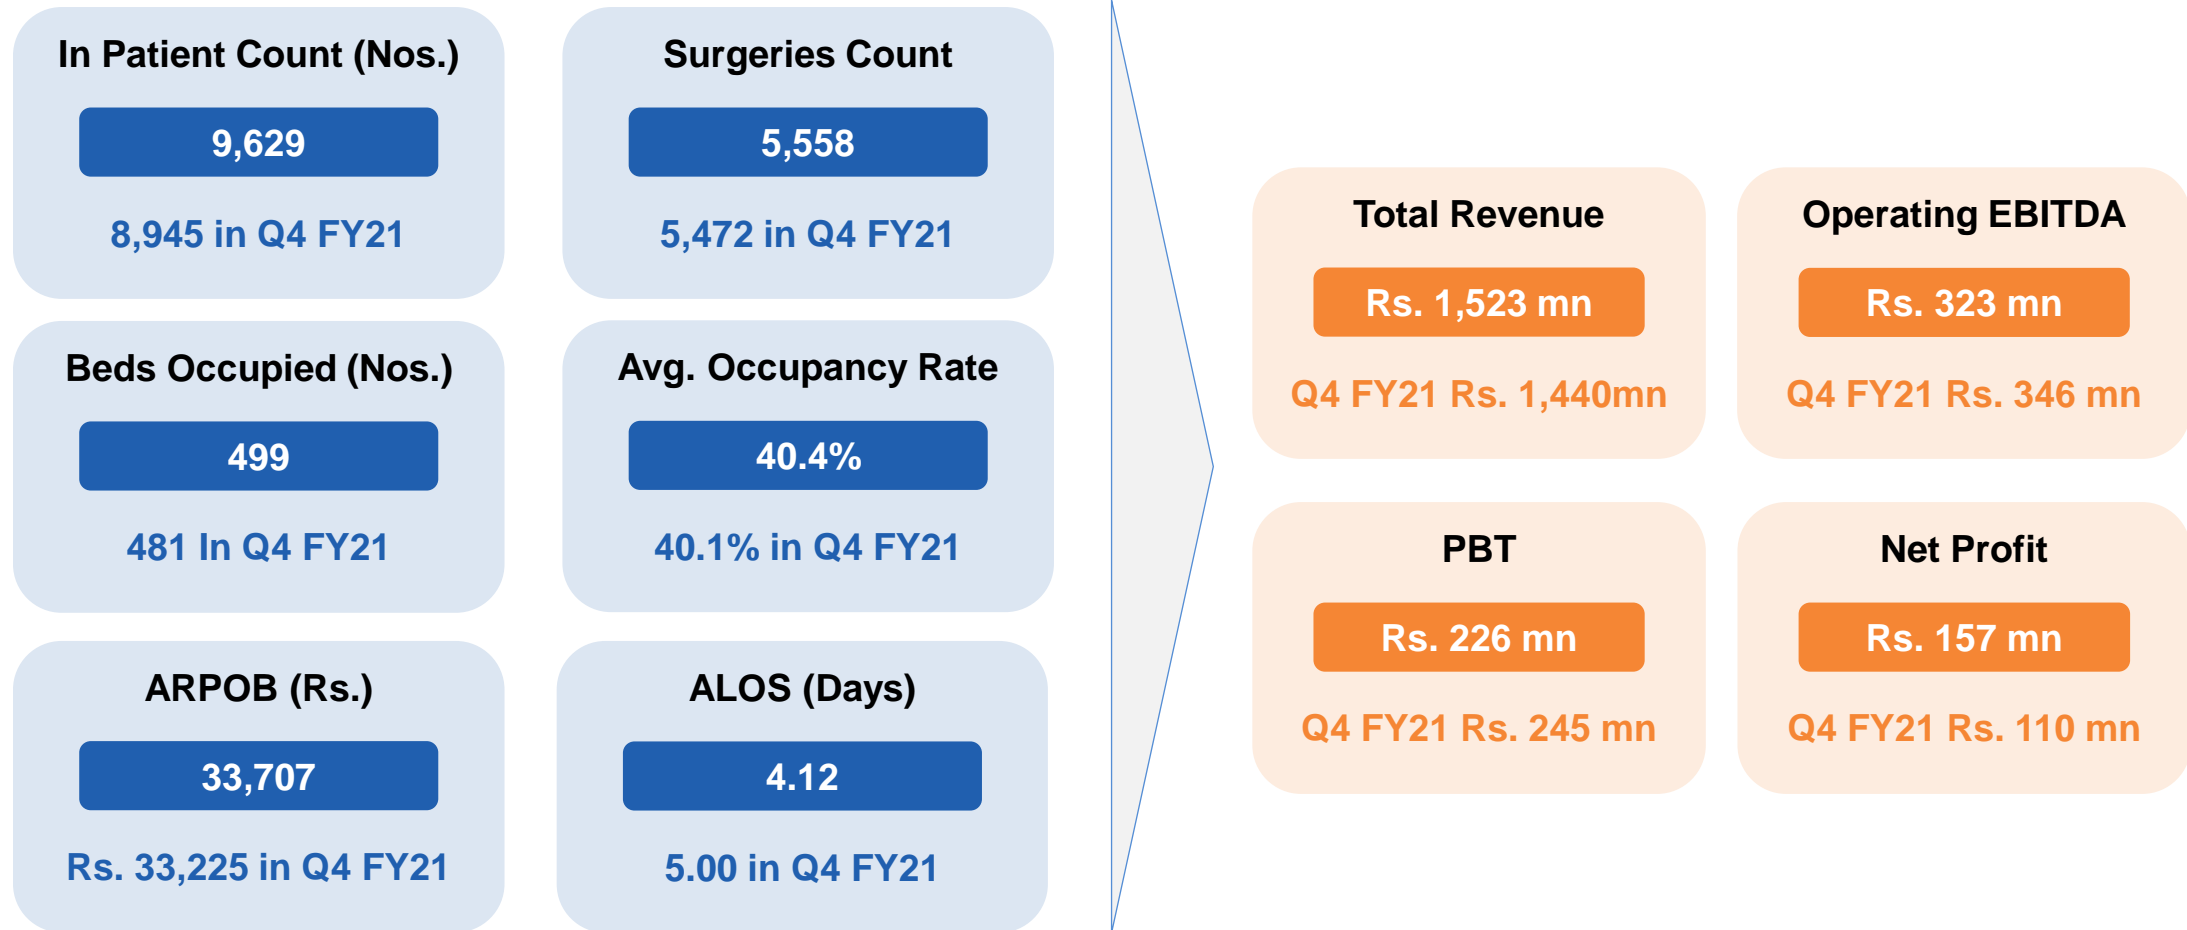 In Patient Count (Nos.)
9,629
8,945 in Q4 FY21
Surgeries Count
5,558
5,472 in Q4 FY21
Beds Occupied (Nos.)
499
481 In Q4 FY21
Avg. Occupancy Rate
40.4%
40.1% in Q4 FY21
ARPOB (Rs.)
33,707
Rs. 33,225 in Q4 FY21
ALOS (Days)
4.12
5.00 in Q4 FY21
Total Revenue
Rs. 1,523 mn
Q4 FY21 Rs. 1,440mn
Operating EBITDA
Rs. 323 mn
Q4 FY21 Rs. 346 mn
PBT
Rs. 226 mn
Q4 FY21 Rs. 245 mn
Net Profit
Rs. 157 mn
Q4 FY21 Rs. 110 mn